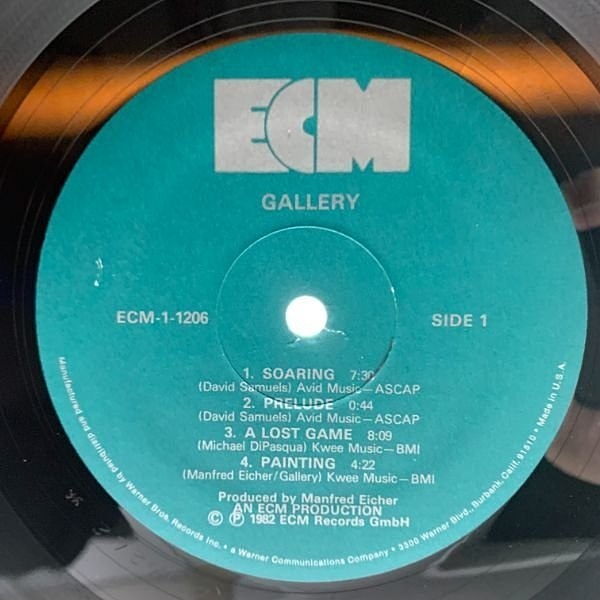 ECM
GALLERY
ECM-1-1206
SIDE 1
1. SOARING 7:30
(David Samuels) Avid Music—ASCAP
2. PRELUDE 0:44
(David Samuels) Avid Music—ASCAP
3. A LOST GAME 8:09
(Michael DiPasqua) Kwee Music—BMI
4. PAINTING 4:22
(Manfred Eicher/Gallery) Kwee Music—BMI
Produced by Manfred Eicher
AN ECM PRODUCTION
© ℗ 1982 ECM Records GmbH
Manufactured and distributed by Warner Bros. Records Inc. • a Warner Communications Company • 3300 Warner Blvd., Burbank, Calif. 91510 • Made in U.S.A.